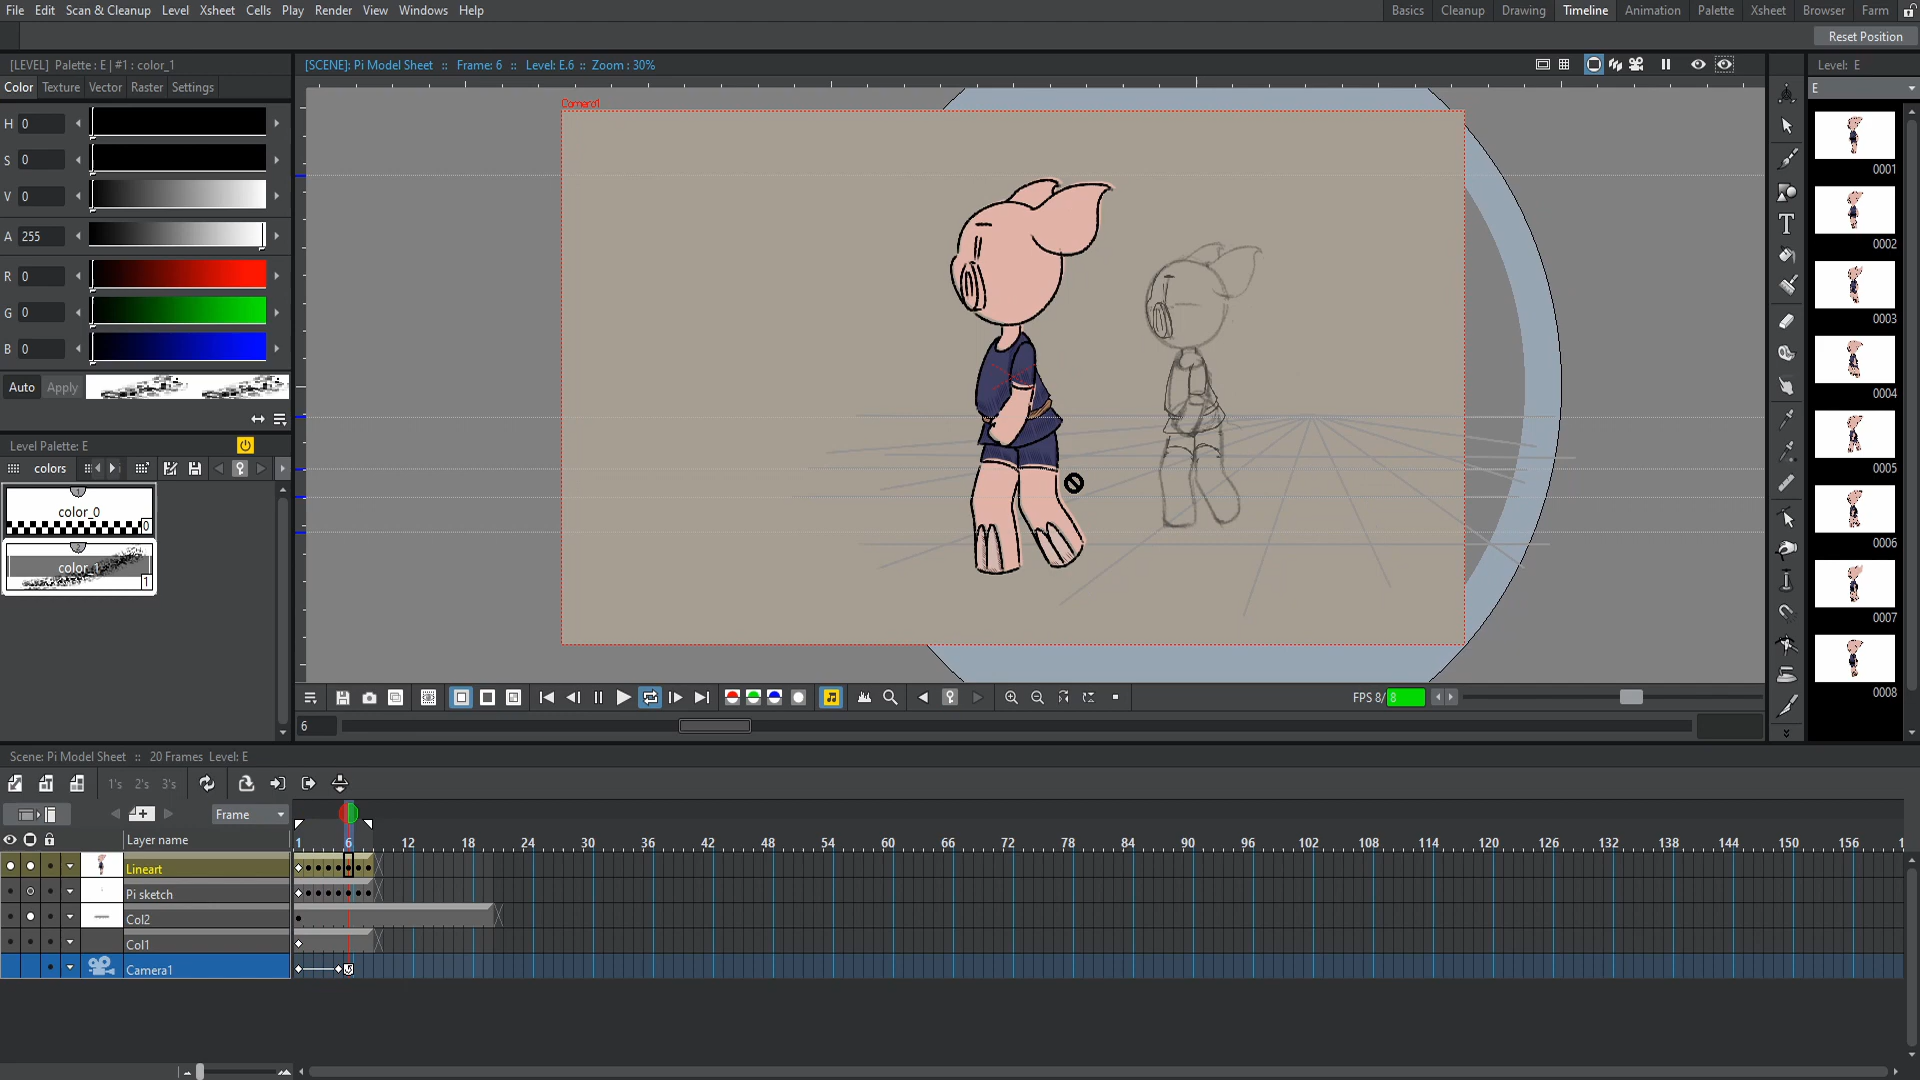 File Edit Scan & Cleanup Level Xsheet Cells Play Render View Windows Help
Basics Cleanup Drawing Timeline Animation Palette Xsheet Browser Farm
Reset Position
[LEVEL] Palette : E | #1 : color_1
[SCENE]: Pi Model Sheet :: Frame: 6 :: Level: E.6 :: Zoom : 30%
Level: E
Color Texture Vector Raster Settings
E
Camera1
H 0
S 0
V 0
A 255
R 0
G 0
B 0
Auto Apply
Level Palette: E
colors
color_0
0
color_1
1
0001
0002
0003
0004
0005
0006
0007
0008
FPS 8/ 8
6
Scene: Pi Model Sheet :: 20 Frames Level: E
1's 2's 3's
Frame
Layer name
1 6 12 18 24 30 36 42 48 54 60 66 72 78 84 90 96 102 108 114 120 126 132 138 144 150 156 1
Lineart
Pi sketch
Col2
Col1
Camera1